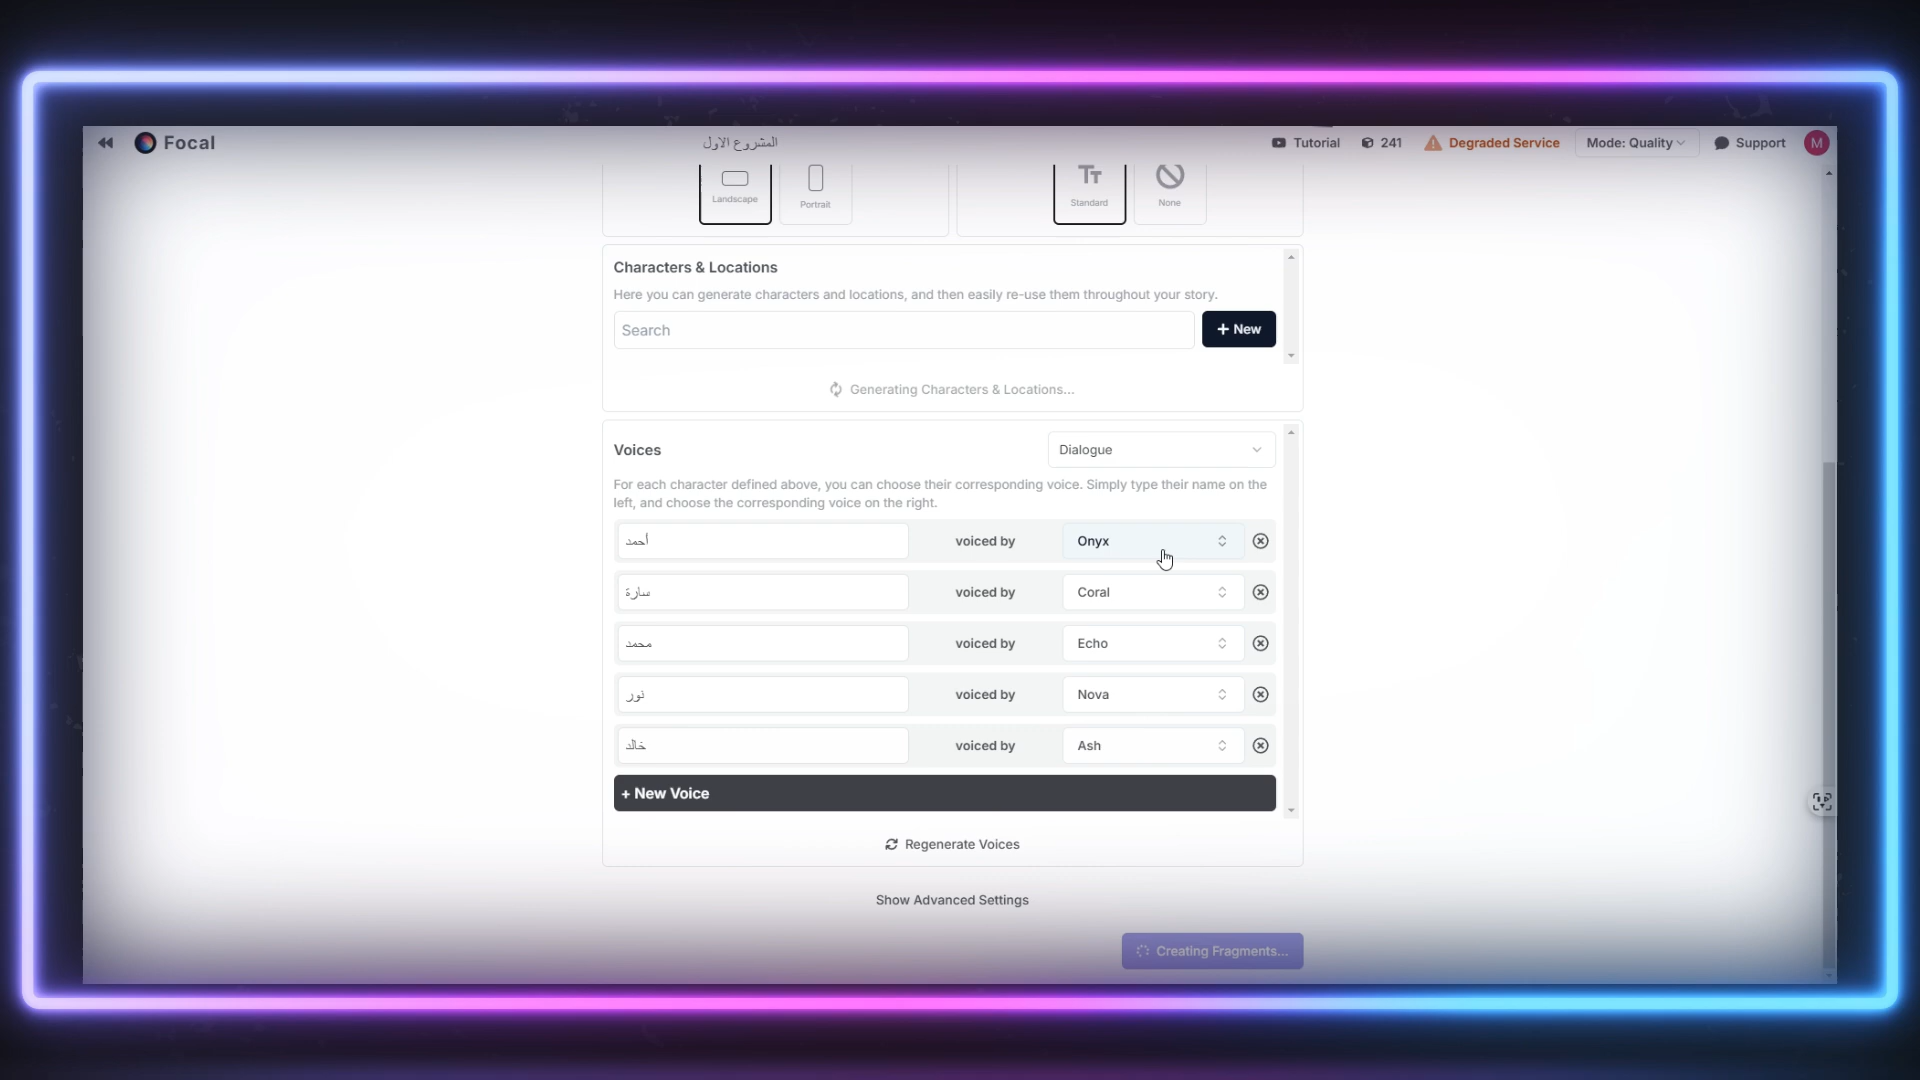 Focal
المشروع الاول
Tutorial
241
Degraded Service
Mode: Quality
Support
M
Landscape
Portrait
Tт
Standard
None
Characters & Locations
Here you can generate characters and locations, and then easily re-use them throughout your story.
Search
+ New
Generating Characters & Locations...
Voices
Dialogue
For each character defined above, you can choose their corresponding voice. Simply type their name on the
left, and choose the corresponding voice on the right.
أحمد voiced by Onyx
سارة voiced by Coral
محمد voiced by Echo
نور voiced by Nova
خالد voiced by Ash
+ New Voice
Regenerate Voices
Show Advanced Settings
Creating Fragments...